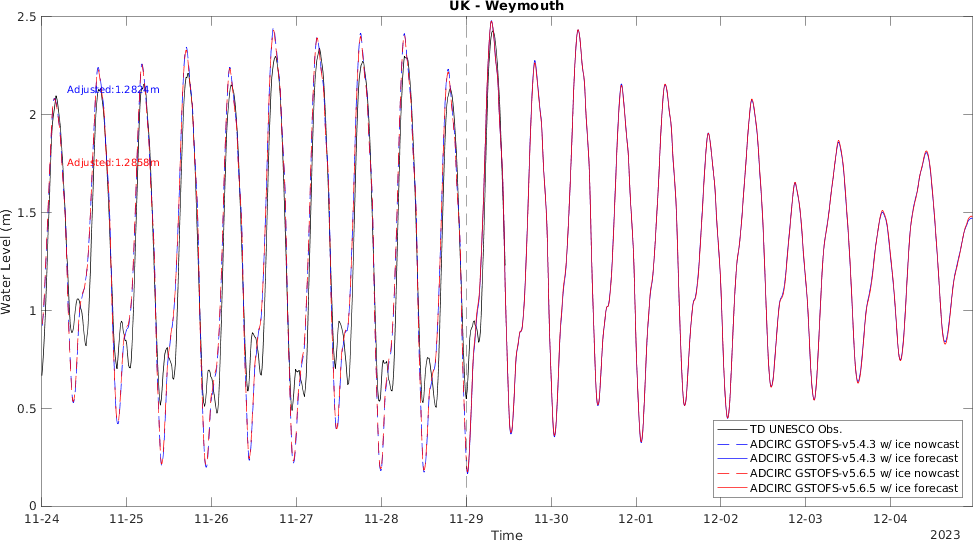 UK - Weymouth
2.5
2
1.5
1
0.5
0
Water Level (m)
Adjusted:1.2824m
Adjusted:1.2858m
11-24
11-25
11-26
11-27
11-28
11-29
11-30
12-01
12-02
12-03
12-04
Time
2023
TD UNESCO Obs.
ADCIRC GSTOFS-v5.4.3 w/ ice nowcast
ADCIRC GSTOFS-v5.4.3 w/ ice forecast
ADCIRC GSTOFS-v5.6.5 w/ ice nowcast
ADCIRC GSTOFS-v5.6.5 w/ ice forecast